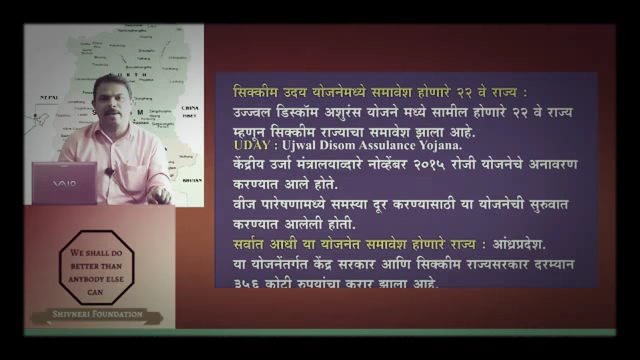 सिक्कीम उदय योजनेमध्ये समावेश होणारे २२ वे राज्य :
उज्ज्वल डिस्कॉम अशुरंस योजने मध्ये सामील होणारे २२ वे राज्य
म्हणून सिक्कीम राज्याचा समावेश झाला आहे.
UDAY : Ujwal Disom Assulance Yojana.
केंद्रीय उर्जा मंत्रालयाव्दारे नोव्हेंबर २०१५ रोजी योजनेचे अनावरण
करण्यात आले होते.
वीज पारेषणामध्ये समस्या दूर करण्यासाठी या योजनेची सुरुवात
करण्यात आलेली होती.
सर्वात आधी या योजनेत समावेश होणारे राज्य : आंध्रप्रदेश.
या योजनेंतर्गत केंद्र सरकार आणि सिक्कीम राज्यसरकार दरम्यान
३५६ कोटी रुपयांचा करार झाला आहे.
NEPAL
CHINA
VAIO
WE SHALL DO
BETTER THAN
ANYBODY ELSE
CAN
SHIVNERI FOUNDATION